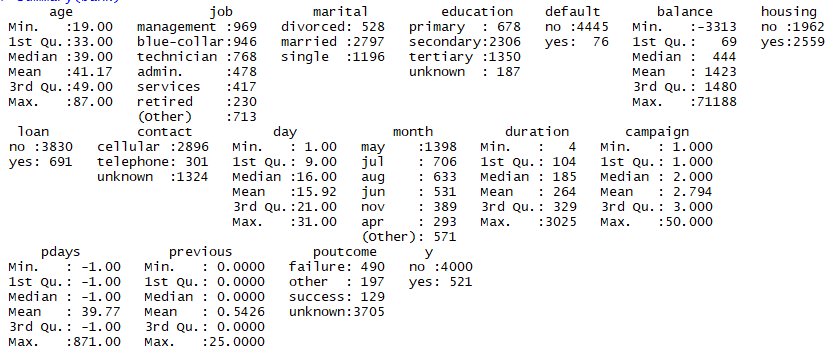 age               job           marital         education    default       balance      housing
 Min.   :19.00   management :969   divorced: 528   primary  : 678   no :4445   Min.   :-3313   no :1962
 1st Qu.:33.00   blue-collar:946   married :2797   secondary:2306   yes:  76   1st Qu.:   69   yes:2559
 Median :39.00   technician :768   single  :1196   tertiary :1350              Median :  444
 Mean   :41.17   admin.     :478                   unknown  : 187              Mean   : 1423
 3rd Qu.:49.00   services   :417                                               3rd Qu.: 1480
 Max.   :87.00   retired    :230                                               Max.   :71188
                 (Other)    :713
  loan           contact          day            month         duration       campaign
 no :3830   cellular :2896   Min.   : 1.00   may    :1398   Min.   :   4   Min.   : 1.000
 yes: 691   telephone: 301   1st Qu.: 9.00   jul    : 706   1st Qu.: 104   1st Qu.: 1.000
            unknown  :1324   Median :16.00   aug    : 633   Median : 185   Median : 2.000
                             Mean   :15.92   jun    : 531   Mean   : 264   Mean   : 2.794
                             3rd Qu.:21.00   nov    : 389   3rd Qu.: 329   3rd Qu.: 3.000
                             Max.   :31.00   apr    : 293   Max.   :3025   Max.   :50.000
                                             (Other): 571
     pdays           previous          poutcome      y
 Min.   : -1.00   Min.   : 0.0000   failure: 490   no :4000
 1st Qu.: -1.00   1st Qu.: 0.0000   other  : 197   yes: 521
 Median : -1.00   Median : 0.0000   success: 129
 Mean   : 39.77   Mean   : 0.5426   unknown:3705
 3rd Qu.: -1.00   3rd Qu.: 0.0000
 Max.   :871.00   Max.   :25.0000